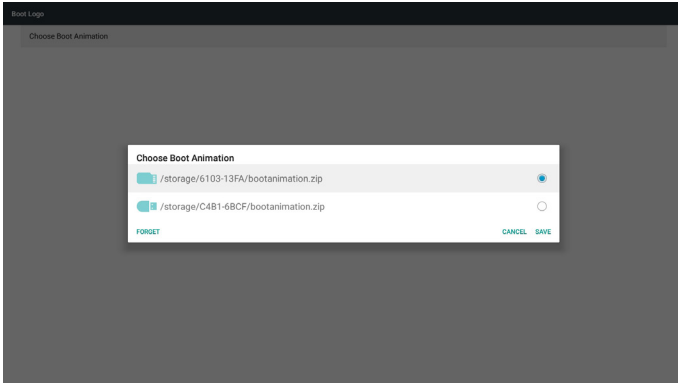 Boot Logo
Choose Boot Animation
Choose Boot Animation
/storage/6103-13FA/bootanimation.zip
/storage/C4B1-6BCF/bootanimation.zip
FORGET CANCEL SAVE